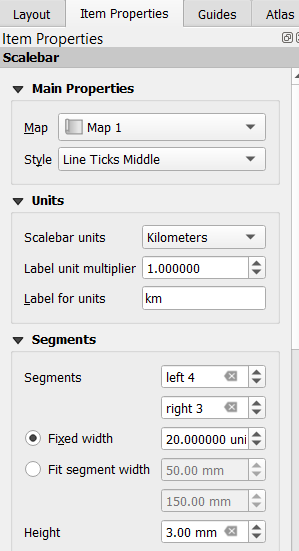 Layout Item Properties Guides Atlas
Item Properties
Scalebar
Main Properties
Map Map 1
Style Line Ticks Middle
Units
Scalebar units Kilometers
Label unit multiplier 1.000000
Label for units km
Segments
Segments left 4
right 3
Fixed width 20.000000 uni
Fit segment width 50.00 mm
150.00 mm
Height 3.00 mm